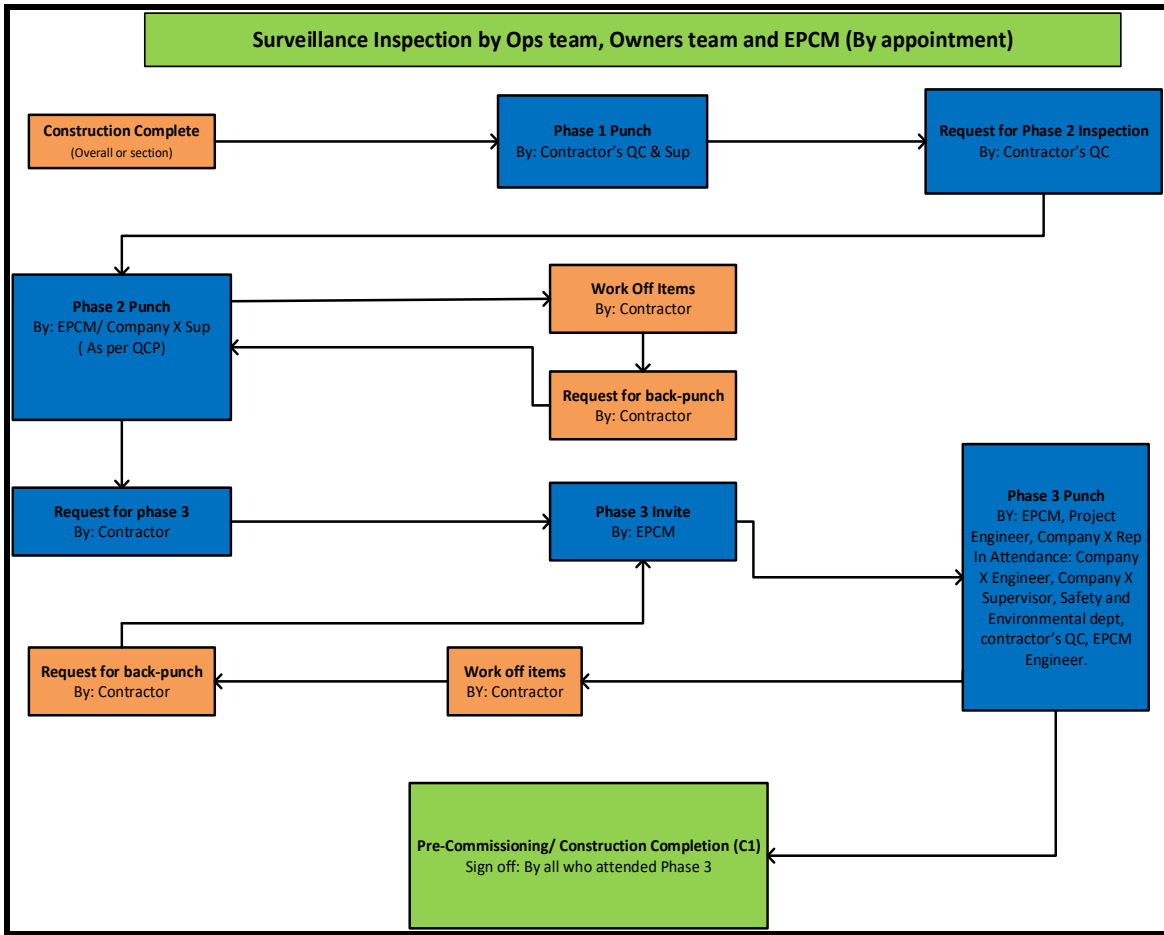 Surveillance Inspection by Ops team, Owners team and EPCM (By appointment)
Construction Complete
(Overall or section)
Phase 1 Punch
By: Contractor's QC & Sup
Request for Phase 2 Inspection
By: Contractor's QC
Phase 2 Punch
By: EPCM/ Company X Sup
( As per QCP)
Work Off Items
By: Contractor
Request for back-punch
By: Contractor
Request for phase 3
By: Contractor
Phase 3 Invite
By: EPCM
Phase 3 Punch
BY: EPCM, Project
Engineer, Company X Rep
In Attendance: Company
X Engineer, Company X
Supervisor, Safety and
Environmental dept,
contractor's QC, EPCM
Engineer.
Request for back-punch
By: Contractor
Work off items
BY: Contractor
Pre-Commissioning/ Construction Completion (C1)
Sign off: By all who attended Phase 3